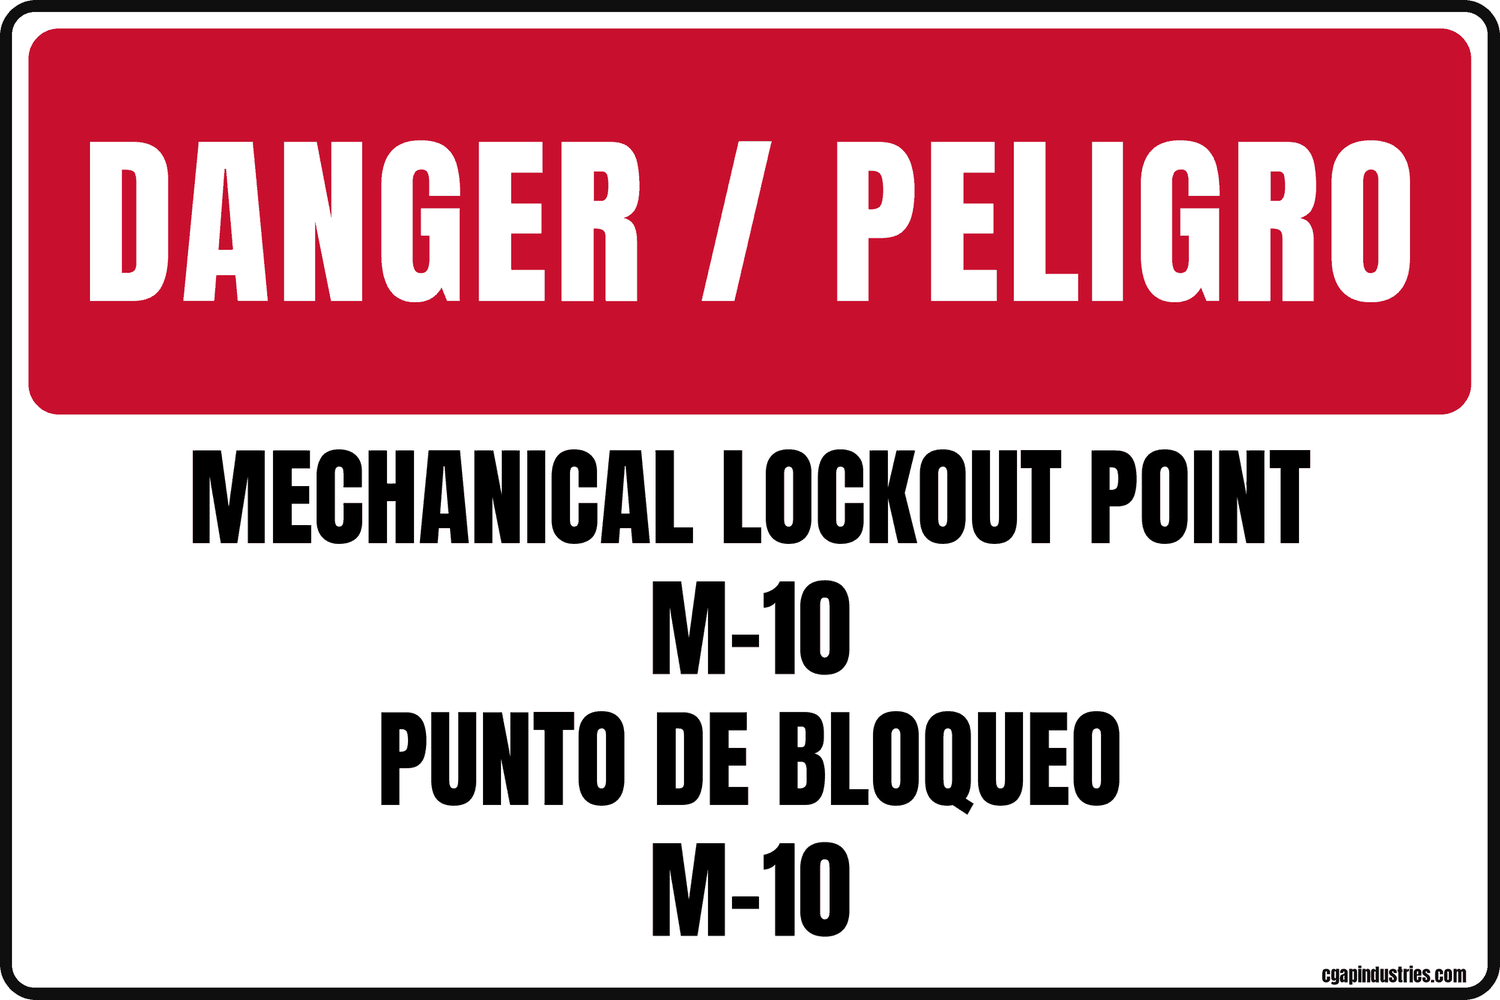 DANGER / PELIGRO
MECHANICAL LOCKOUT POINT
M-10
PUNTO DE BLOQUEO
M-10
cgapindustries.com